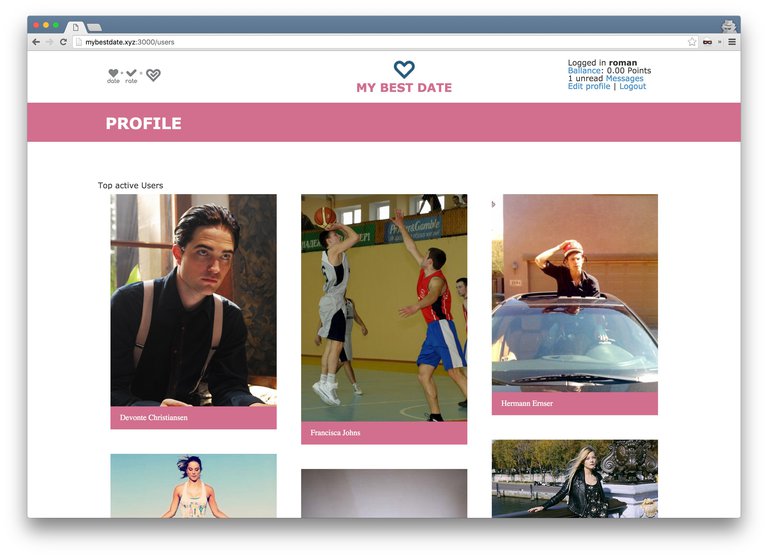 mybestdate.xyz:3000/users
date rate
MY BEST DATE
Logged in roman
Ballance: 0.00 Points
1 unread Messages
Edit profile | Logout
PROFILE
Top active Users
Devonte Christiansen
Francisca Johns
Hermann Ernser